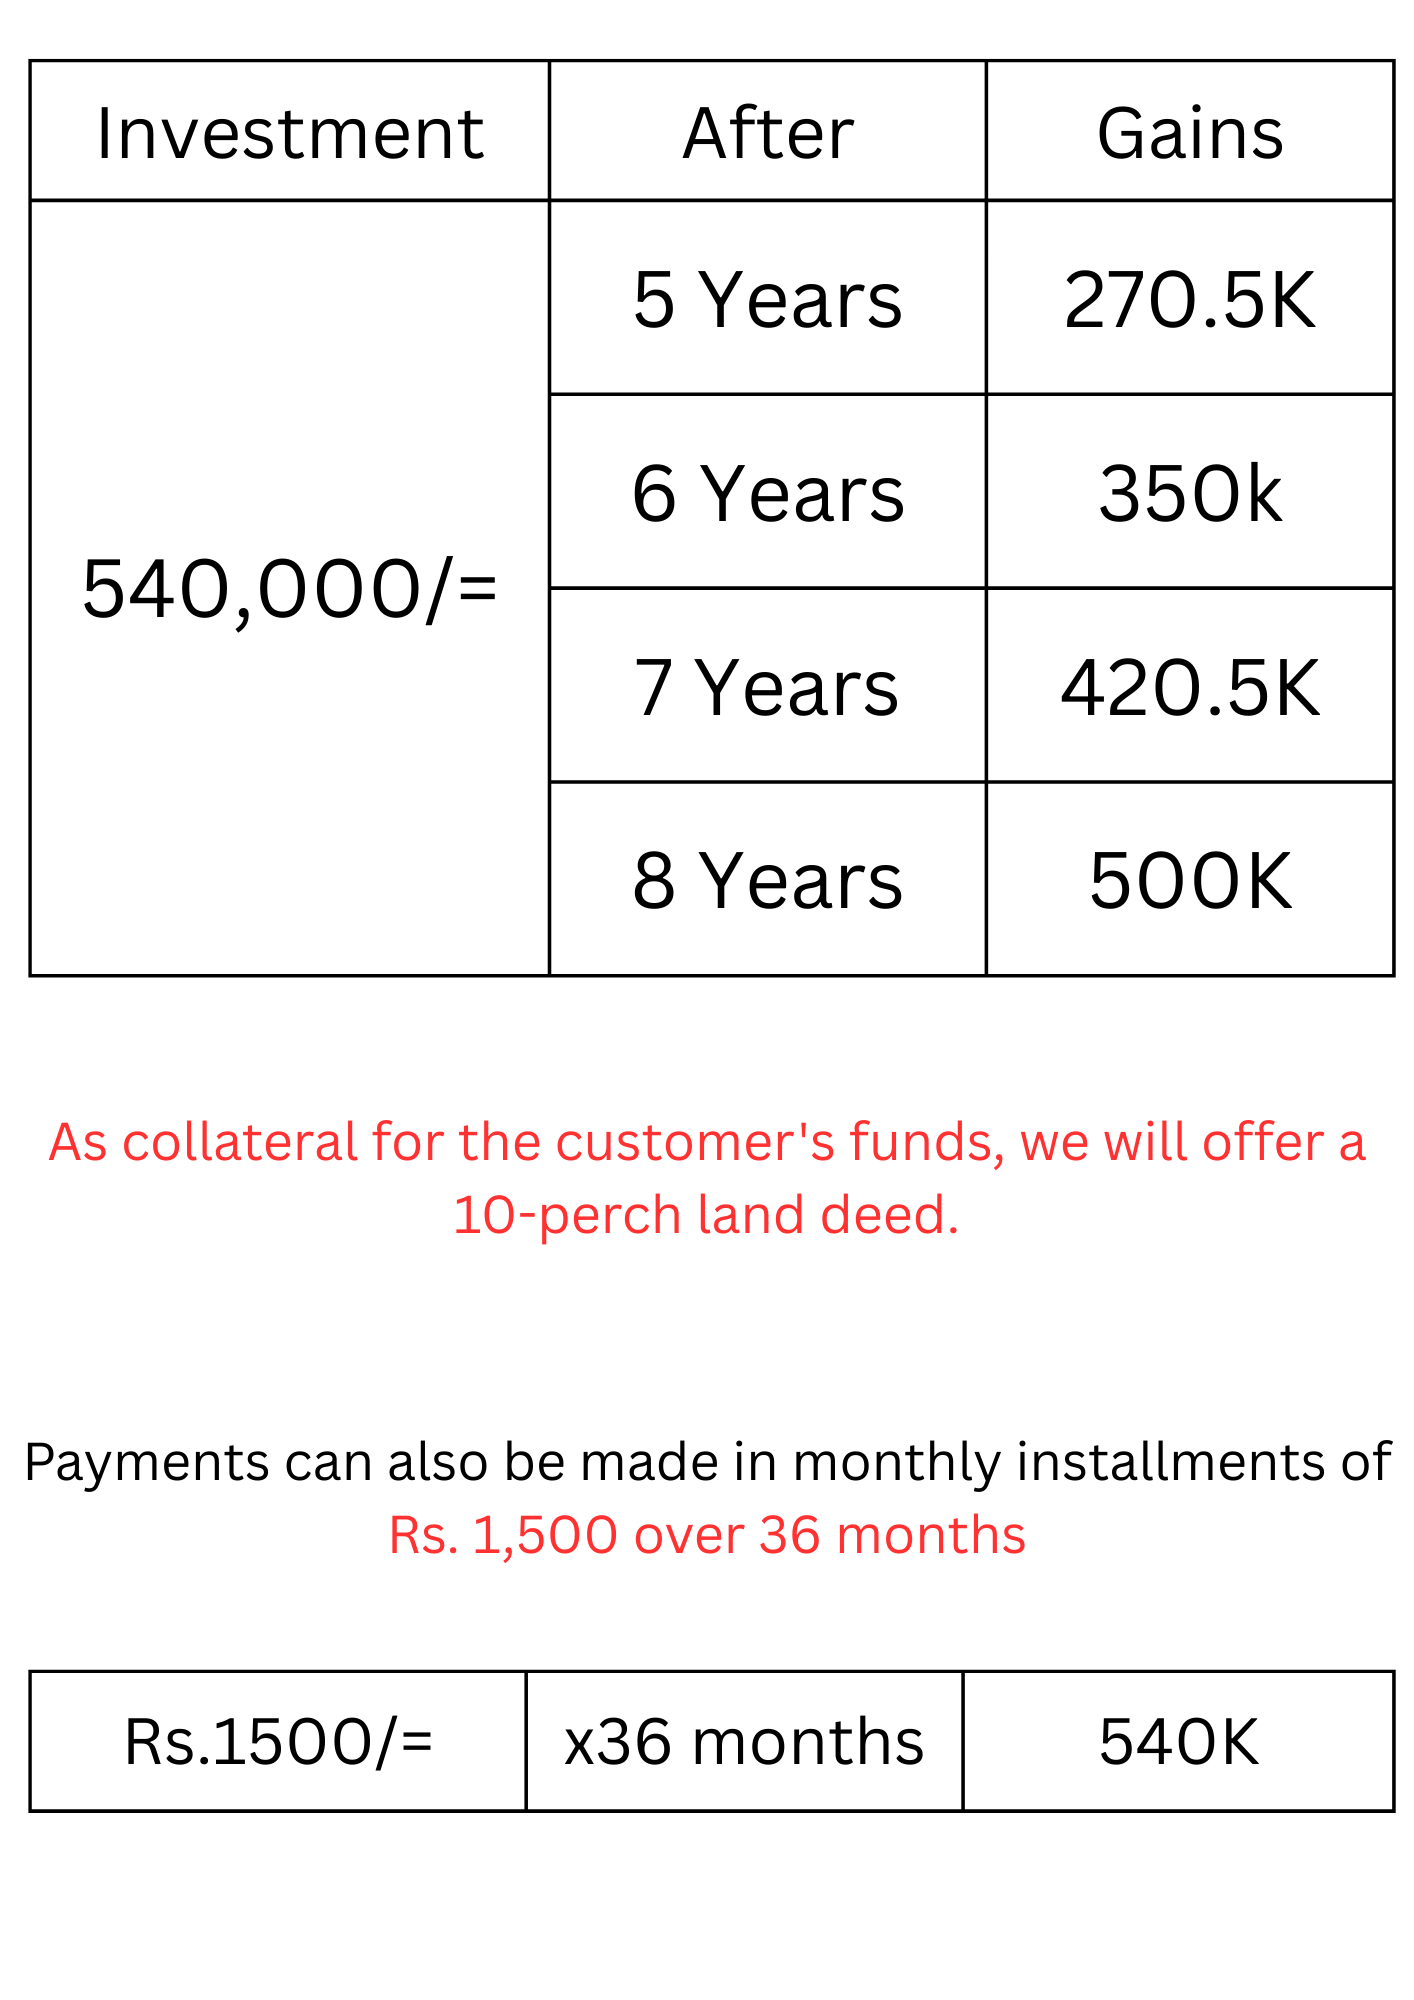 Investment After Gains
540,000/=
5 Years 270.5K
6 Years 350k
7 Years 420.5K
8 Years 500K
As collateral for the customer's funds, we will offer a
10-perch land deed.
Payments can also be made in monthly installments of
Rs. 1,500 over 36 months
Rs.1500/= x36 months 540K